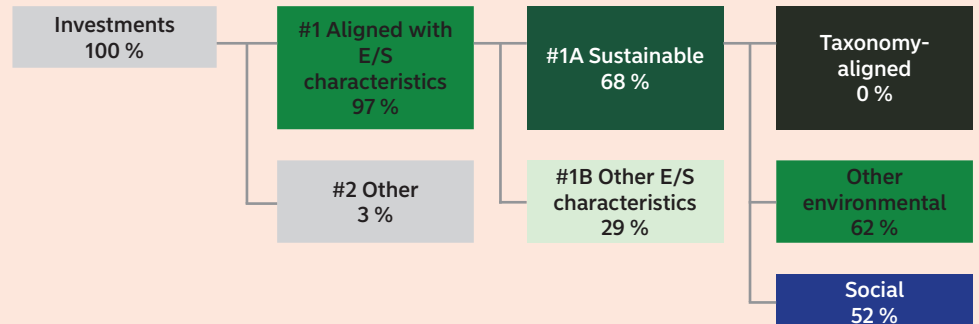 Investments
100 %
#1 Aligned with
E/S
characteristics
97 %
#1A Sustainable
68 %
Taxonomy-
aligned
0 %
#2 Other
3 %
#1B Other E/S
characteristics
29 %
Other
environmental
62 %
Social
52 %